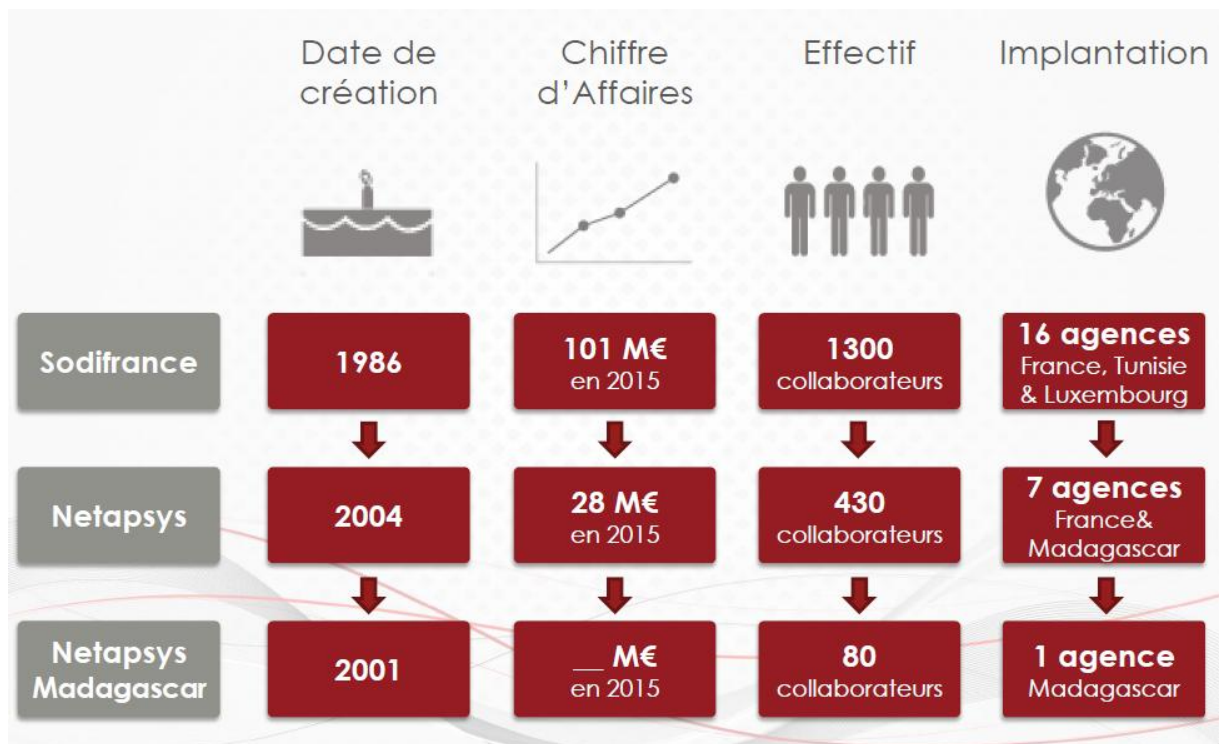 Date de
création
Chiffre
d'Affaires
Effectif
Implantation
Sodifrance
1986
101 M€
en 2015
1300
collaborateurs
16 agences
France, Tunisie
& Luxembourg
Netapsys
2004
28 M€
en 2015
430
collaborateurs
7 agences
France&
Madagascar
Netapsys
Madagascar
2001
__ M€
en 2015
80
collaborateurs
1 agence
Madagascar